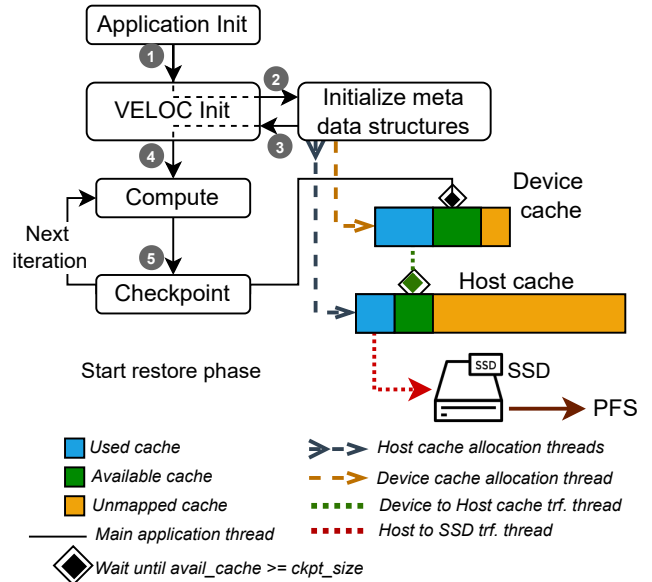 Application Init
1
2
VELOC Init
Initialize meta
data structures
3
4
Compute
Device
cache
Next
iteration
5
Checkpoint
Host cache
Start restore phase
SSD
SSD
PFS
Used cache
Host cache allocation threads
Available cache
Device cache allocation thread
Unmapped cache
Device to Host cache trf. thread
Main application thread
Host to SSD trf. thread
Wait until avail_cache >= ckpt_size